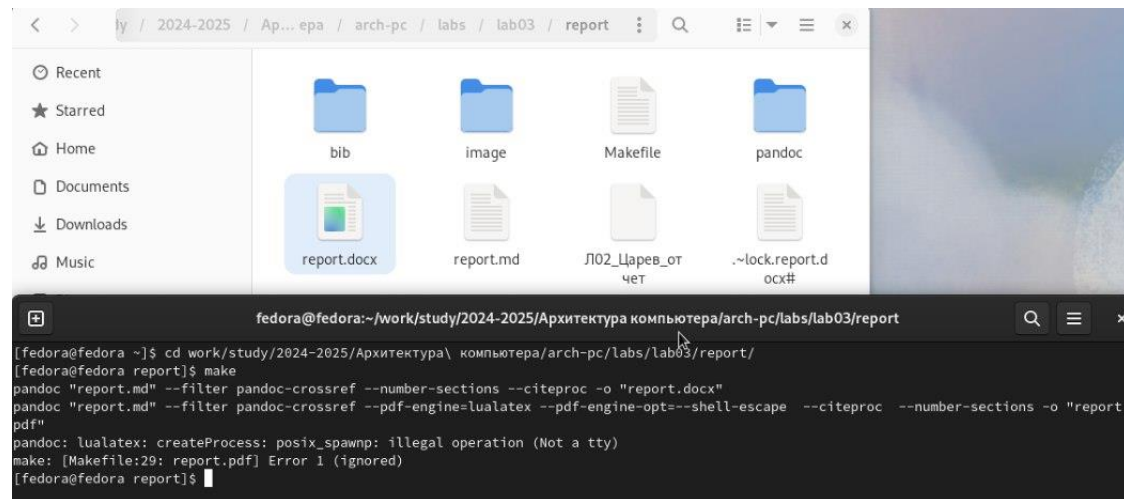 ly / 2024-2025 / Ap... ера / arch-pc / labs / lab03 / report
Recent
Starred
Home
Documents
Downloads
Music
bib
image
Makefile
pandoc
report.docx
report.md
Л02_Царев_от
чет
.~lock.report.d
ocx#
fedora@fedora:~/work/study/2024-2025/Архитектура компьютера/arch-pc/labs/lab03/report
[fedora@fedora ~]$ cd work/study/2024-2025/Архитектура\ компьютера/arch-pc/labs/lab03/report/
[fedora@fedora report]$ make
pandoc "report.md" --filter pandoc-crossref --number-sections --citeproc -o "report.docx"
pandoc "report.md" --filter pandoc-crossref --pdf-engine=lualatex --pdf-engine-opt=--shell-escape  --citeproc  --number-sections -o "report
pdf"
pandoc: lualatex: createProcess: posix_spawnp: illegal operation (Not a tty)
make: [Makefile:29: report.pdf] Error 1 (ignored)
[fedora@fedora report]$